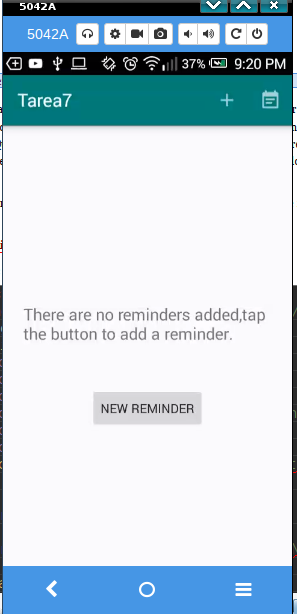 5042A
5042A
37% 9:20 PM
Tarea7
There are no reminders added,tap
the button to add a reminder.
NEW REMINDER